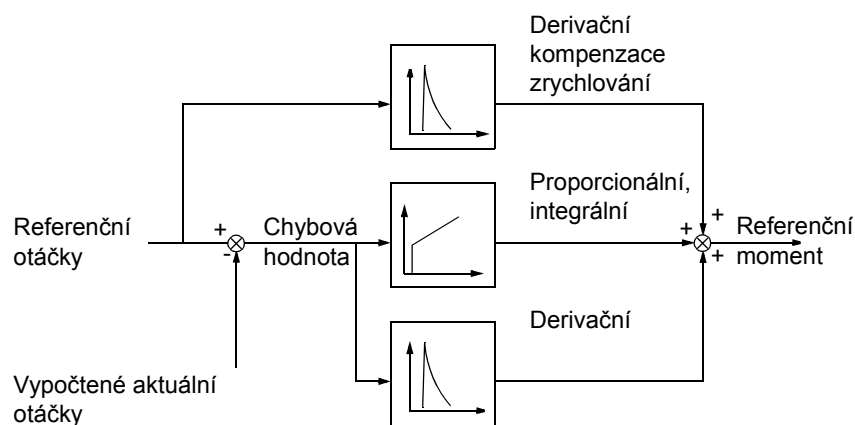 Derivační
kompenzace
zrychlování
Proporcionální,
integrální
Referenční
otáčky
+
-
Chybová
hodnota
+
+
+
Referenční
moment
Derivační
Vypočtené aktuální
otáčky